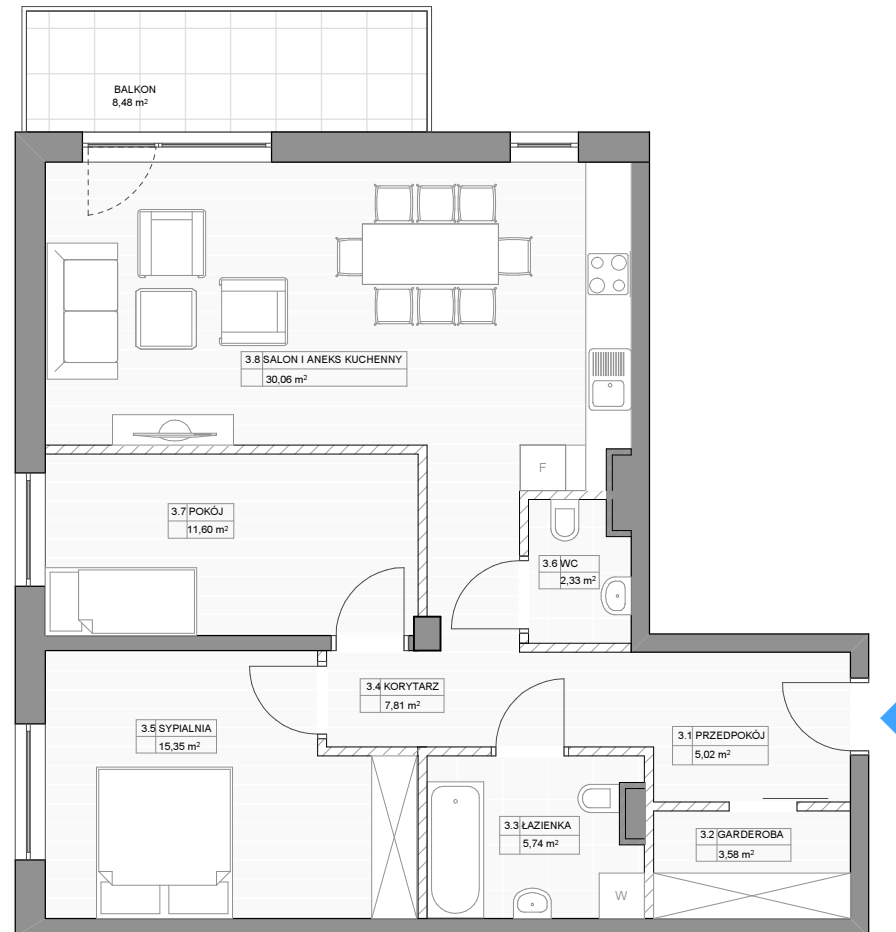 BALKON
8,48 m²
3.8 SALON I ANEKS KUCHENNY
30,06 m²
F
3.7 POKÓJ
11,60 m²
3.6 WC
2,33 m²
3.4 KORYTARZ
7,81 m²
3.5 SYPIALNIA
15,35 m²
3.1 PRZEDPOKÓJ
5,02 m²
3.3 ŁAZIENKA
5,74 m²
3.2 GARDEROBA
3,58 m²
W